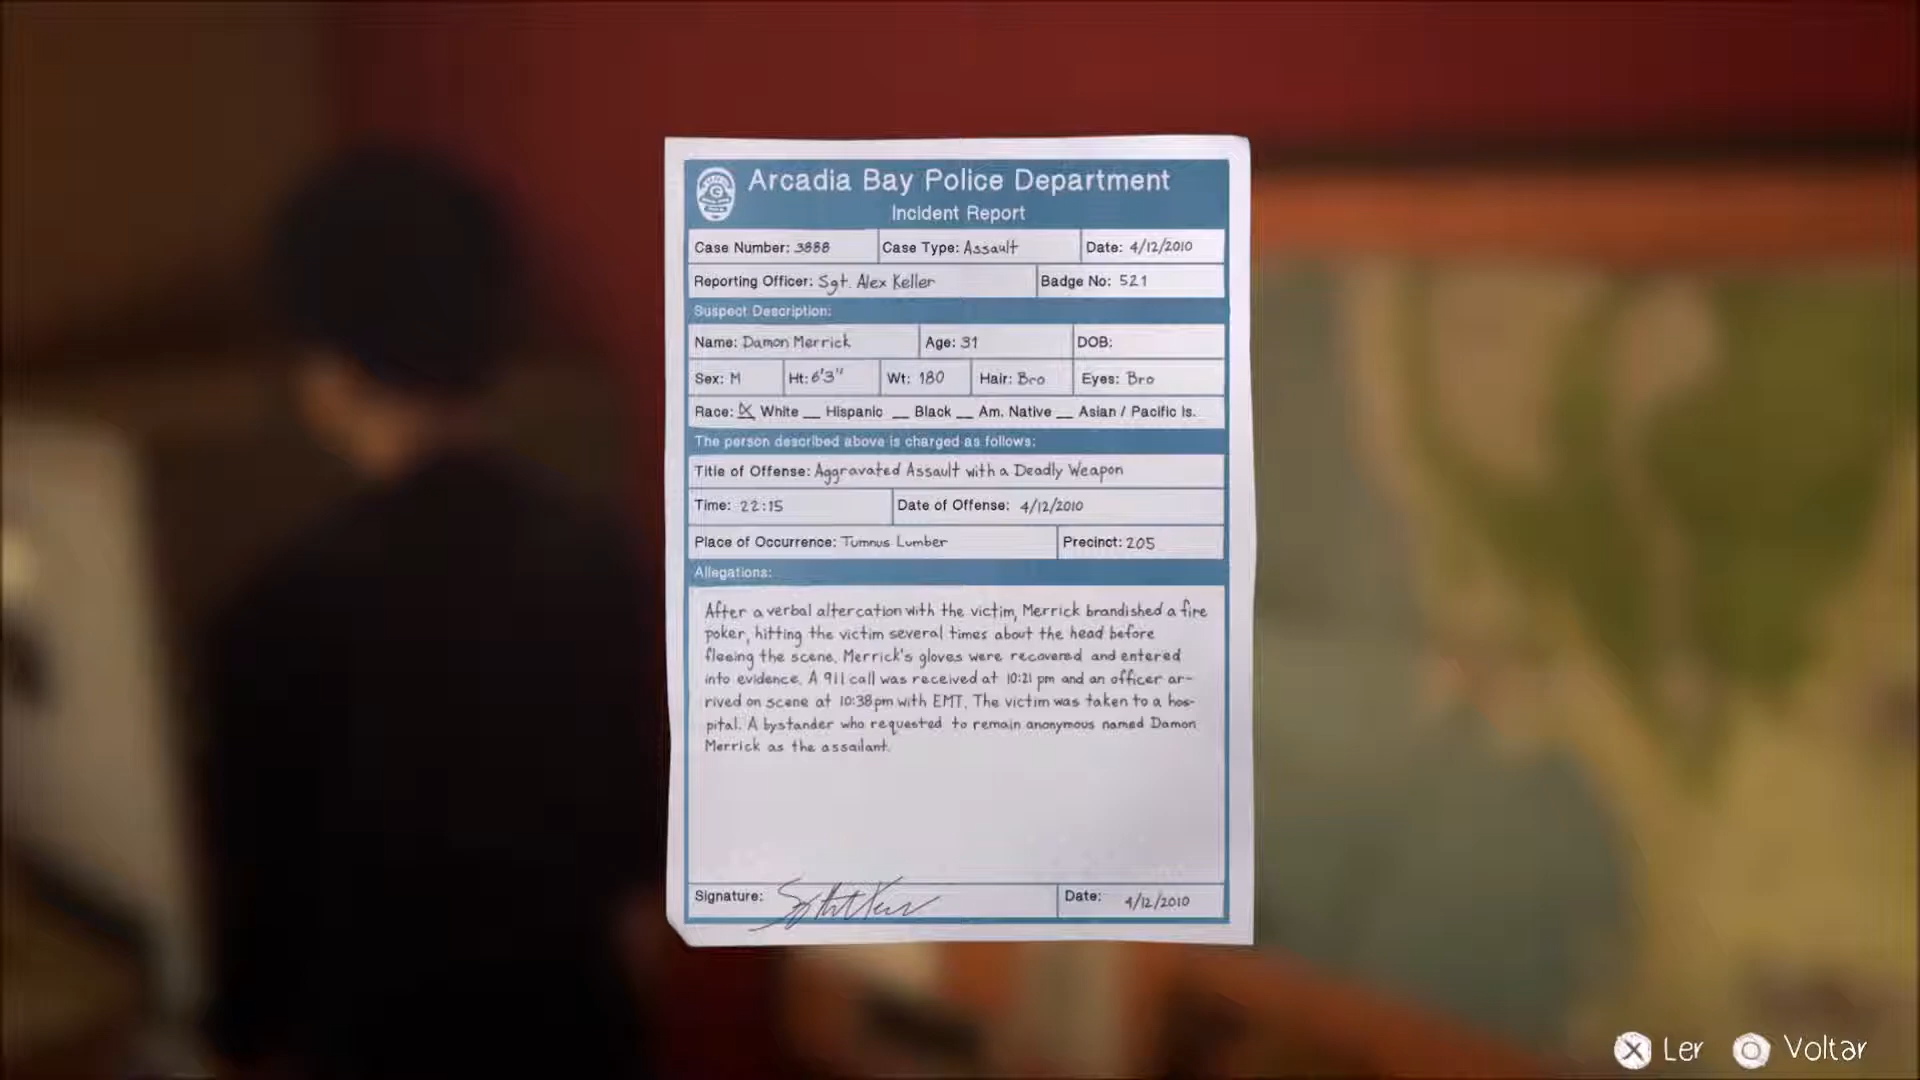 Arcadia Bay Police Department
Incident Report
Case Number: 3888 Case Type: Assault Date: 4/12/2010
Reporting Officer: Sgt. Alex Keller Badge No: 521
Suspect Description:
Name: Damon Merrick Age: 31 DOB:
Sex: M Ht: 6'3" Wt: 180 Hair: Bro Eyes: Bro
Race: X White __ Hispanic __ Black __ Am. Native __ Asian / Pacific Is.
The person described above is charged as follows:
Title of Offense: Aggravated Assault with a Deadly Weapon
Time: 22:15 Date of Offense: 4/12/2010
Place of Occurrence: Tumnus Lumber Precinct: 205
Allegations:
After a verbal altercation with the victim, Merrick brandished a fire
poker, hitting the victim several times about the head before
fleeing the scene. Merrick's gloves were recovered and entered
into evidence. A 911 call was received at 10:21 pm and an officer ar-
rived on scene at 10:38pm with EMT. The victim was taken to a hos-
pital. A bystander who requested to remain anonymous named Damon
Merrick as the assailant.
Signature: Date: 4/12/2010
Ler Voltar